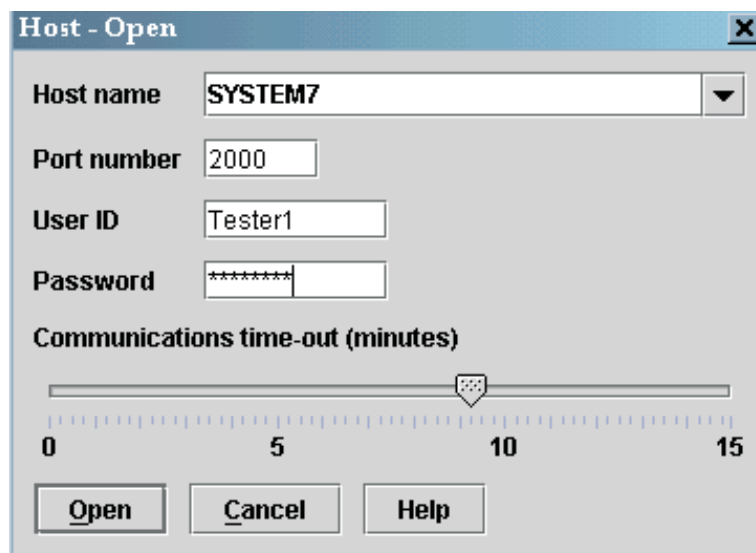 Host - Open
Host name SYSTEM7
Port number 2000
User ID Tester1
Password ********
Communications time-out (minutes)
0 5 10 15
Open Cancel Help